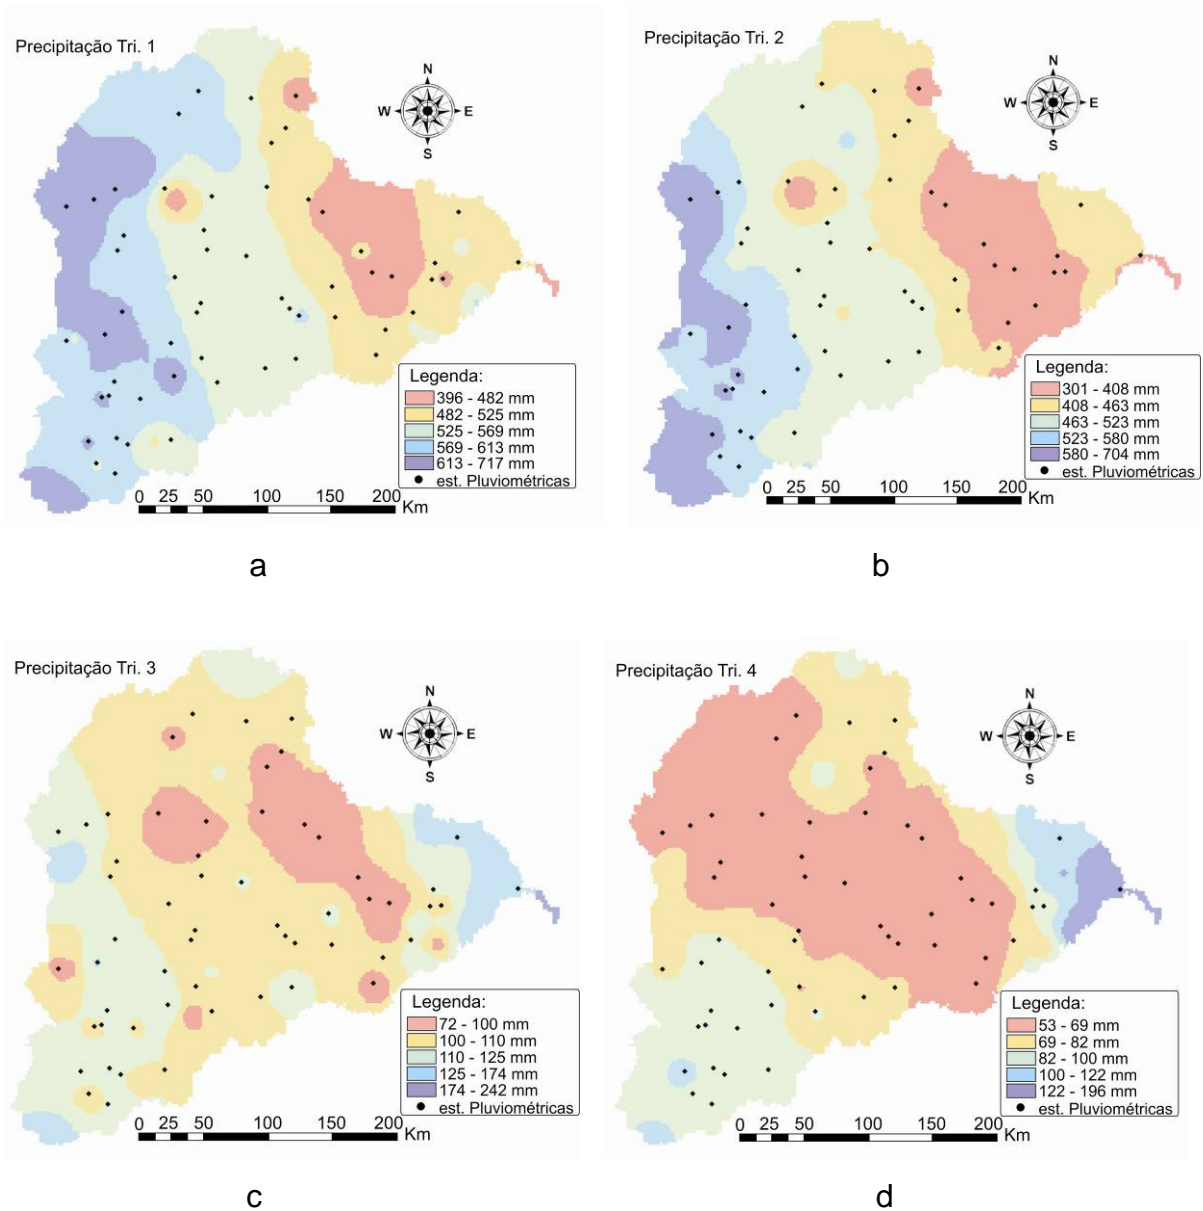 Precipitação Tri. 1
N
W E
S
Legenda:
396 - 482 mm
482 - 525 mm
525 - 569 mm
569 - 613 mm
613 - 717 mm
est. Pluviométricas
0 25 50 100 150 200
Km
a
Precipitação Tri. 2
N
W E
S
Legenda:
301 - 408 mm
408 - 463 mm
463 - 523 mm
523 - 580 mm
580 - 704 mm
est. Pluviométricas
0 25 50 100 150 200
Km
b
Precipitação Tri. 3
N
W E
S
Legenda:
72 - 100 mm
100 - 110 mm
110 - 125 mm
125 - 174 mm
174 - 242 mm
est. Pluviométricas
0 25 50 100 150 200
Km
c
Precipitação Tri. 4
N
W E
S
Legenda:
53 - 69 mm
69 - 82 mm
82 - 100 mm
100 - 122 mm
122 - 196 mm
est. Pluviométricas
0 25 50 100 150 200
Km
d